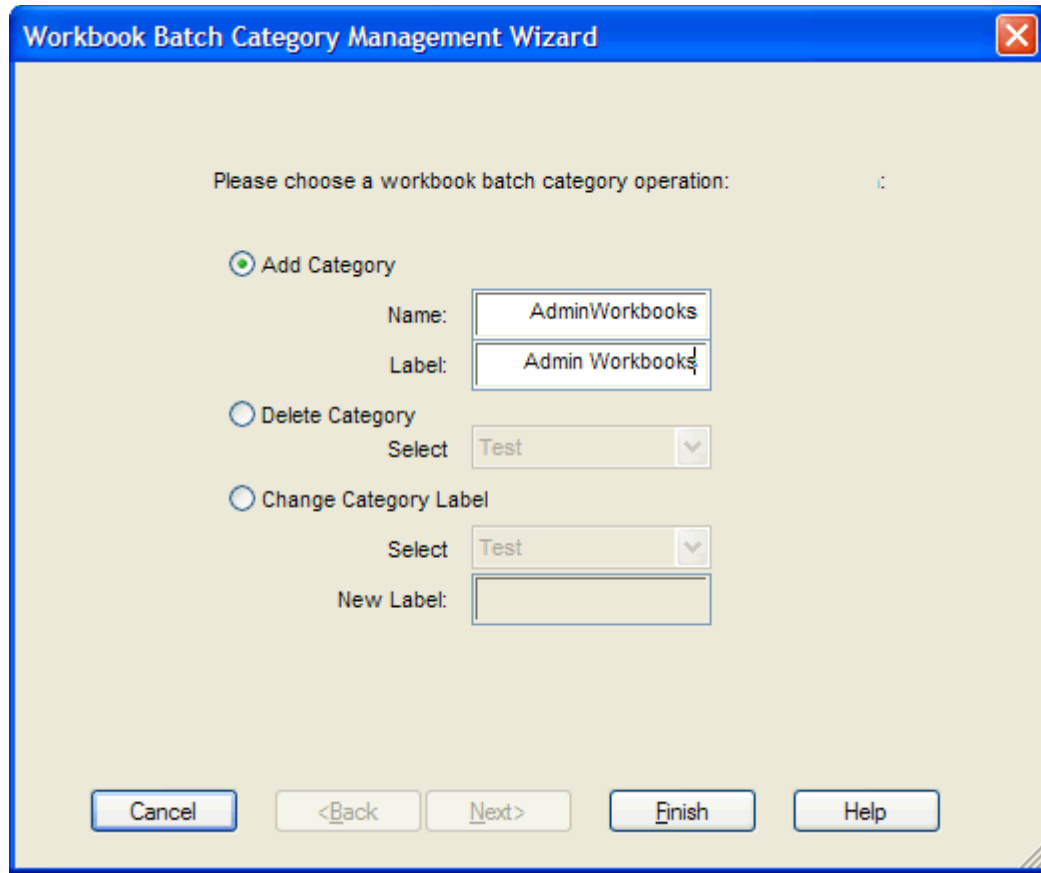 Workbook Batch Category Management Wizard
Please choose a workbook batch category operation: :
Add Category
Name: AdminWorkbooks
Label: Admin Workbooks
Delete Category
Select Test
Change Category Label
Select Test
New Label:
Cancel <Back Next> Finish Help